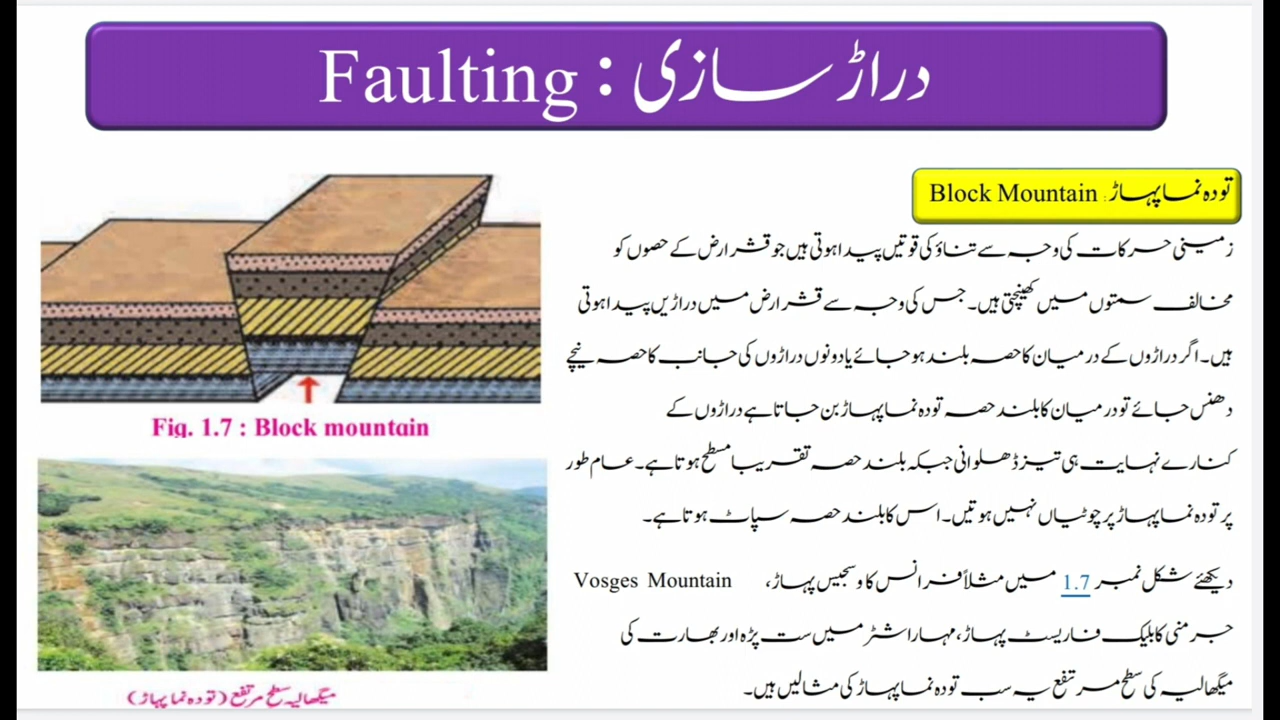 دراڑ سازی : Faulting
تودہ نما پہاڑ : Block Mountain
زمینی حرکات کی وجہ سے تناؤ کی قوتیں پیدا ہوتی ہیں جو قشر ارض کے حصوں کو
مخالف سمتوں میں کھینچتی ہیں۔ جس کی وجہ سے قشر ارض میں دراڑیں پیدا ہوتی
ہیں۔ اگر دراڑوں کے درمیان کا حصہ بلند ہو جائے یا دونوں دراڑوں کی جانب کا حصہ نیچے
دھنس جائے تو درمیان کا بلند حصہ تودہ نما پہاڑ بن جاتا ہے دراڑوں کے
کنارے نہایت ہی تیز ڈھلوانی جبکہ بلند حصہ تقریبا مسطح ہوتا ہے۔ عام طور
پر تودہ نما پہاڑ پر چوٹیاں نہیں ہوتیں۔ اس کا بلند حصہ سپاٹ ہوتا ہے۔
دیکھئے شکل نمبر 1.7 میں مثلاً فرانس کا وسجیس پہاڑ، Vosges Mountain
جرمنی کا بلیک فاریسٹ پہاڑ، مہاراشٹر میں ست پڑہ اور بھارت کی
میگھالیہ کی سطح مرتفع یہ سب تودہ نما پہاڑ کی مثالیں ہیں۔
Fig. 1.7 : Block mountain
میگھالیہ سطح مرتفع (تودہ نما پہاڑ)